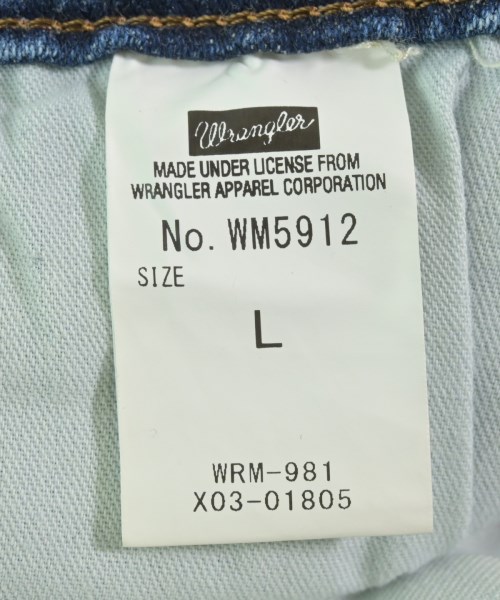 Wrangler
MADE UNDER LICENSE FROM
WRANGLER APPAREL CORPORATION
No. WM5912
SIZE
L
WRM-981
X03-01805